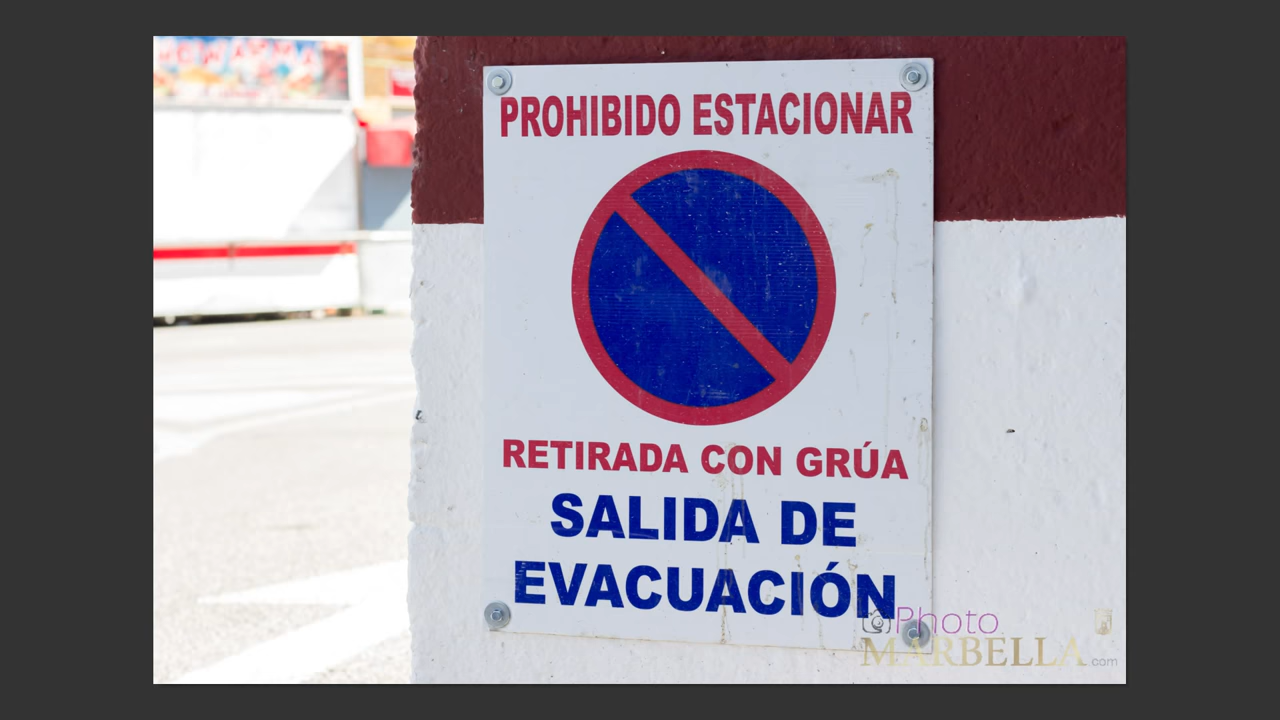 PROHIBIDO ESTACIONAR
RETIRADA CON GRÚA
SALIDA DE
EVACUACIÓN
Photo
MARBELLA.com